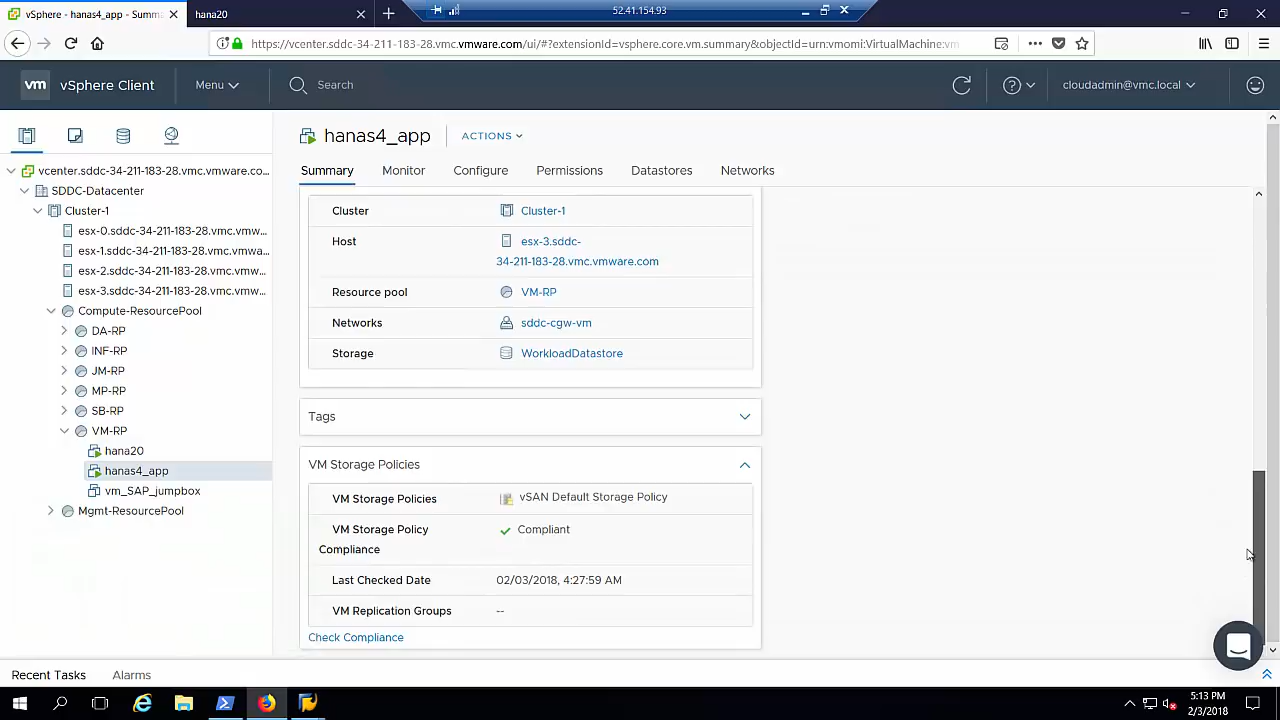 vSphere - hanas4_app - Summa
hana20
52.41.154.93
https://vcenter.sddc-34-211-183-28.vmc.vmware.com/ui/#?extensionId=vsphere.core.vm.summary&objectId=urn:vmomi:VirtualMachine:vm-
vm vSphere Client
Menu
Search
cloudadmin@vmc.local
vcenter.sddc-34-211-183-28.vmc.vmware.co...
SDDC-Datacenter
Cluster-1
esx-0.sddc-34-211-183-28.vmc.vmw...
esx-1.sddc-34-211-183-28.vmc.vmwa...
esx-2.sddc-34-211-183-28.vmc.vmw...
esx-3.sddc-34-211-183-28.vmc.vmw...
Compute-ResourcePool
DA-RP
INF-RP
JM-RP
MP-RP
SB-RP
VM-RP
hana20
hanas4_app
vm_SAP_jumpbox
Mgmt-ResourcePool
hanas4_app
ACTIONS
Summary Monitor Configure Permissions Datastores Networks
Cluster Cluster-1
Host esx-3.sddc-
34-211-183-28.vmc.vmware.com
Resource pool VM-RP
Networks sddc-cgw-vm
Storage WorkloadDatastore
Tags
VM Storage Policies
VM Storage Policies vSAN Default Storage Policy
VM Storage Policy Compliant
Compliance
Last Checked Date 02/03/2018, 4:27:59 AM
VM Replication Groups --
Check Compliance
Recent Tasks Alarms
5:13 PM
2/3/2018